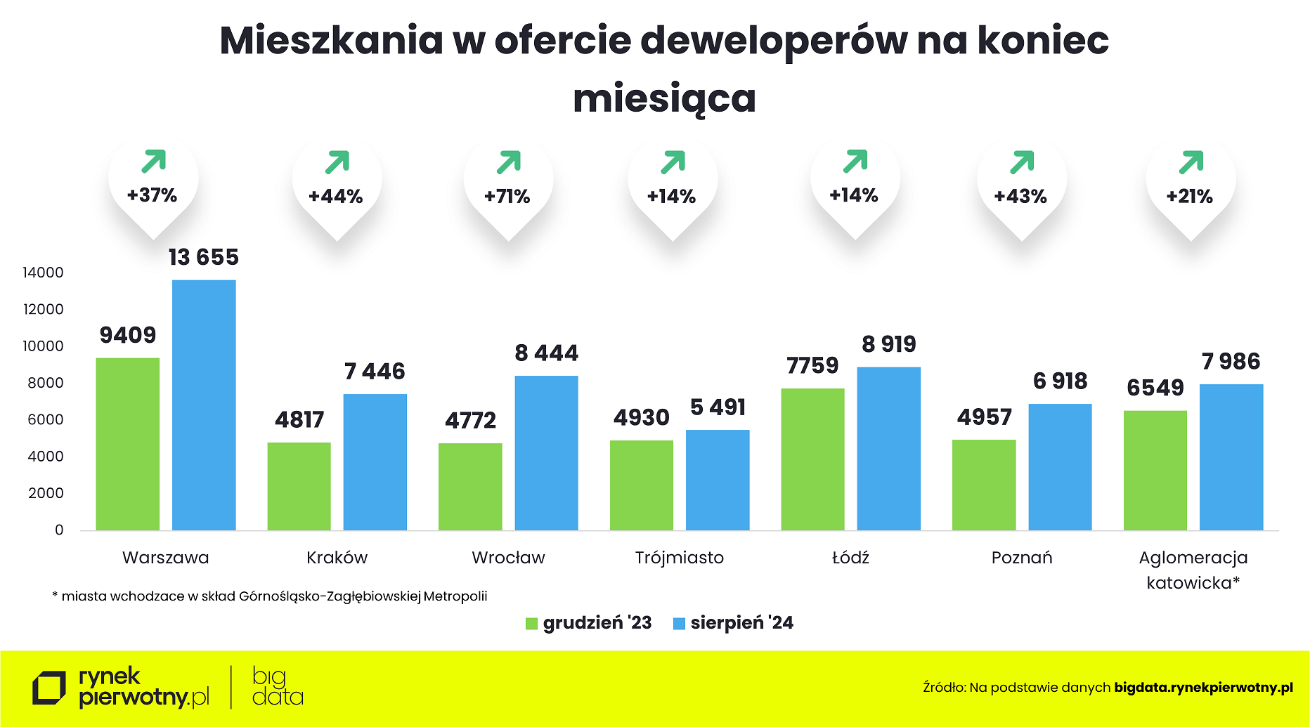 Mieszkania w ofercie deweloperów na koniec
miesiąca
+37%
+44%
+71%
+14%
+14%
+43%
+21%
14000
12000
10000
8000
6000
4000
2000
0
9409
13 655
4817
7 446
4772
8 444
4930
5 491
7759
8 919
4957
6 918
6549
7 986
Warszawa
Kraków
Wrocław
Trójmiasto
Łódź
Poznań
Aglomeracja
katowicka*
* miasta wchodzace w skład Górnośląsko-Zagłębiowskiej Metropolii
grudzień '23
sierpień '24
rynek
pierwotny.pl
big
data
Źródło: Na podstawie danych bigdata.rynekpierwotny.pl